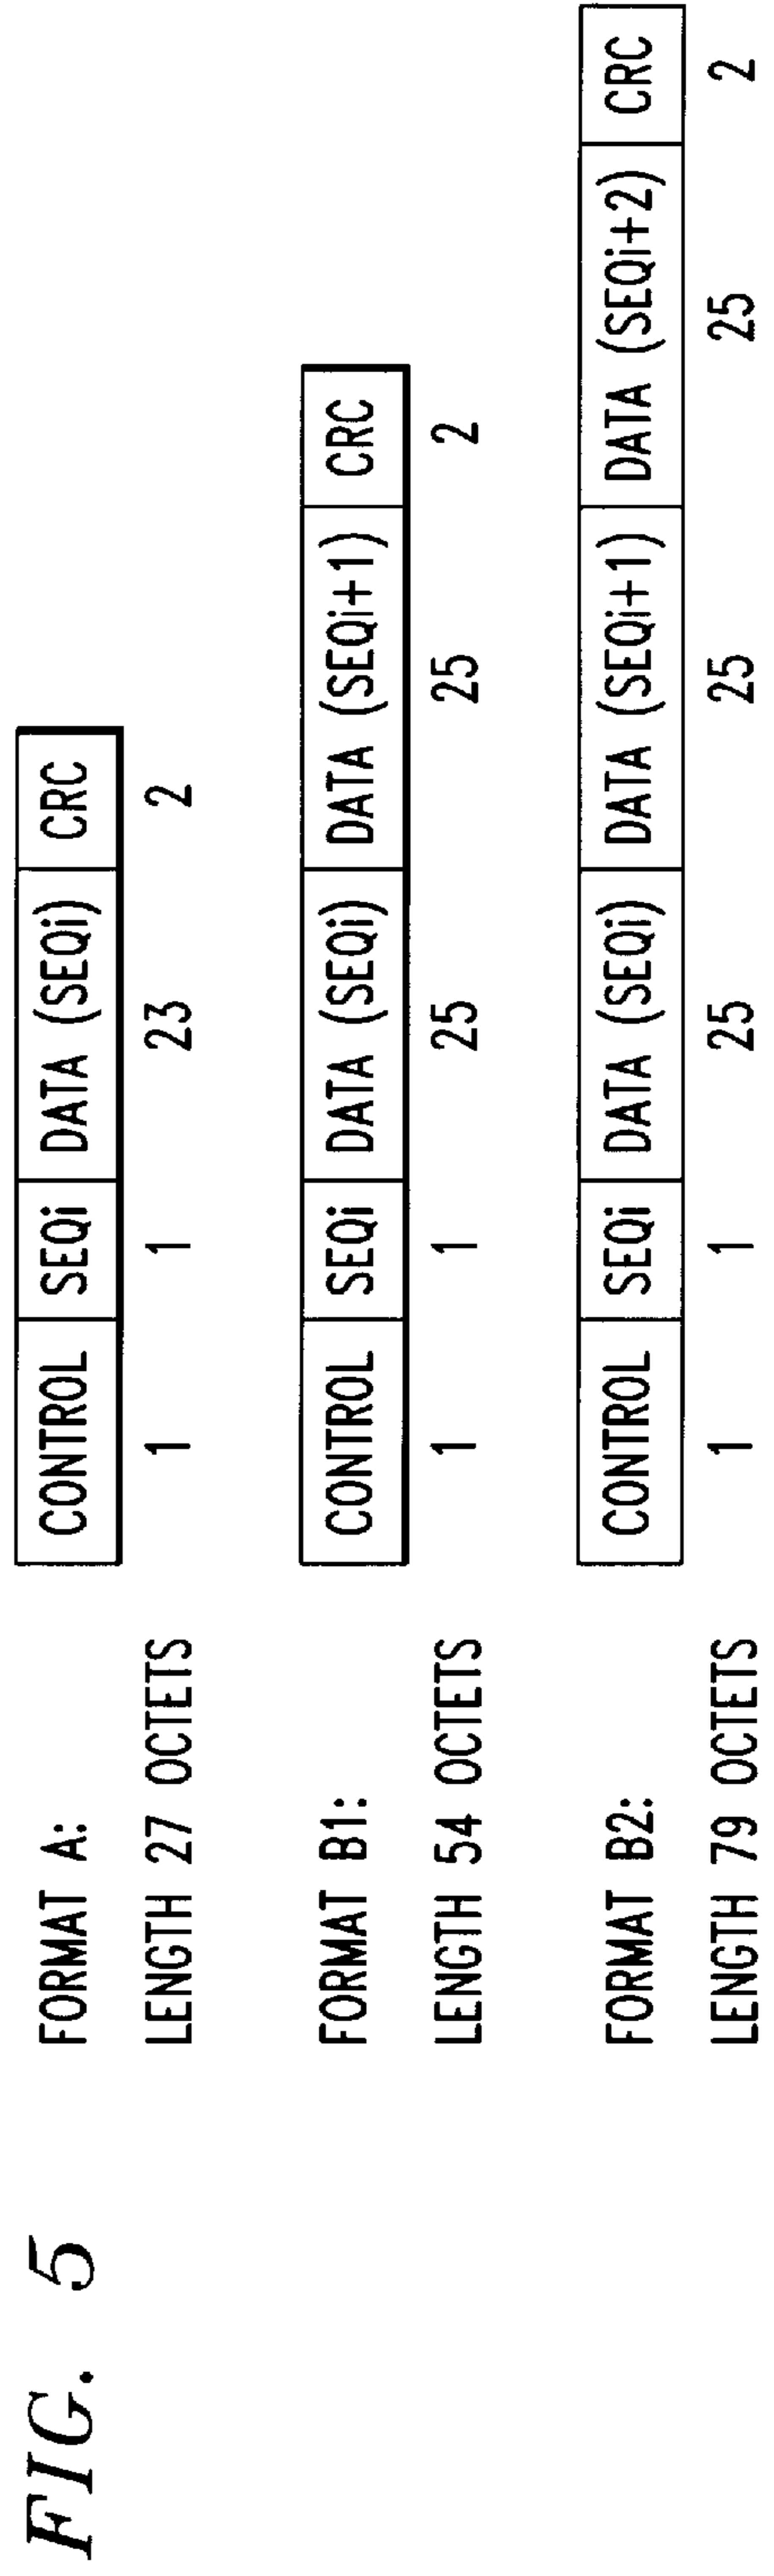 FIG. 5
FORMAT A:
CONTROL SEQi DATA (SEQi) CRC
LENGTH 27 OCTETS 1 1 23 2
FORMAT B1:
CONTROL SEQi DATA (SEQi) DATA (SEQi+1) CRC
LENGTH 54 OCTETS 1 1 25 25 2
FORMAT B2:
CONTROL SEQi DATA (SEQi) DATA (SEQi+1) DATA (SEQi+2) CRC
LENGTH 79 OCTETS 1 1 25 25 25 2